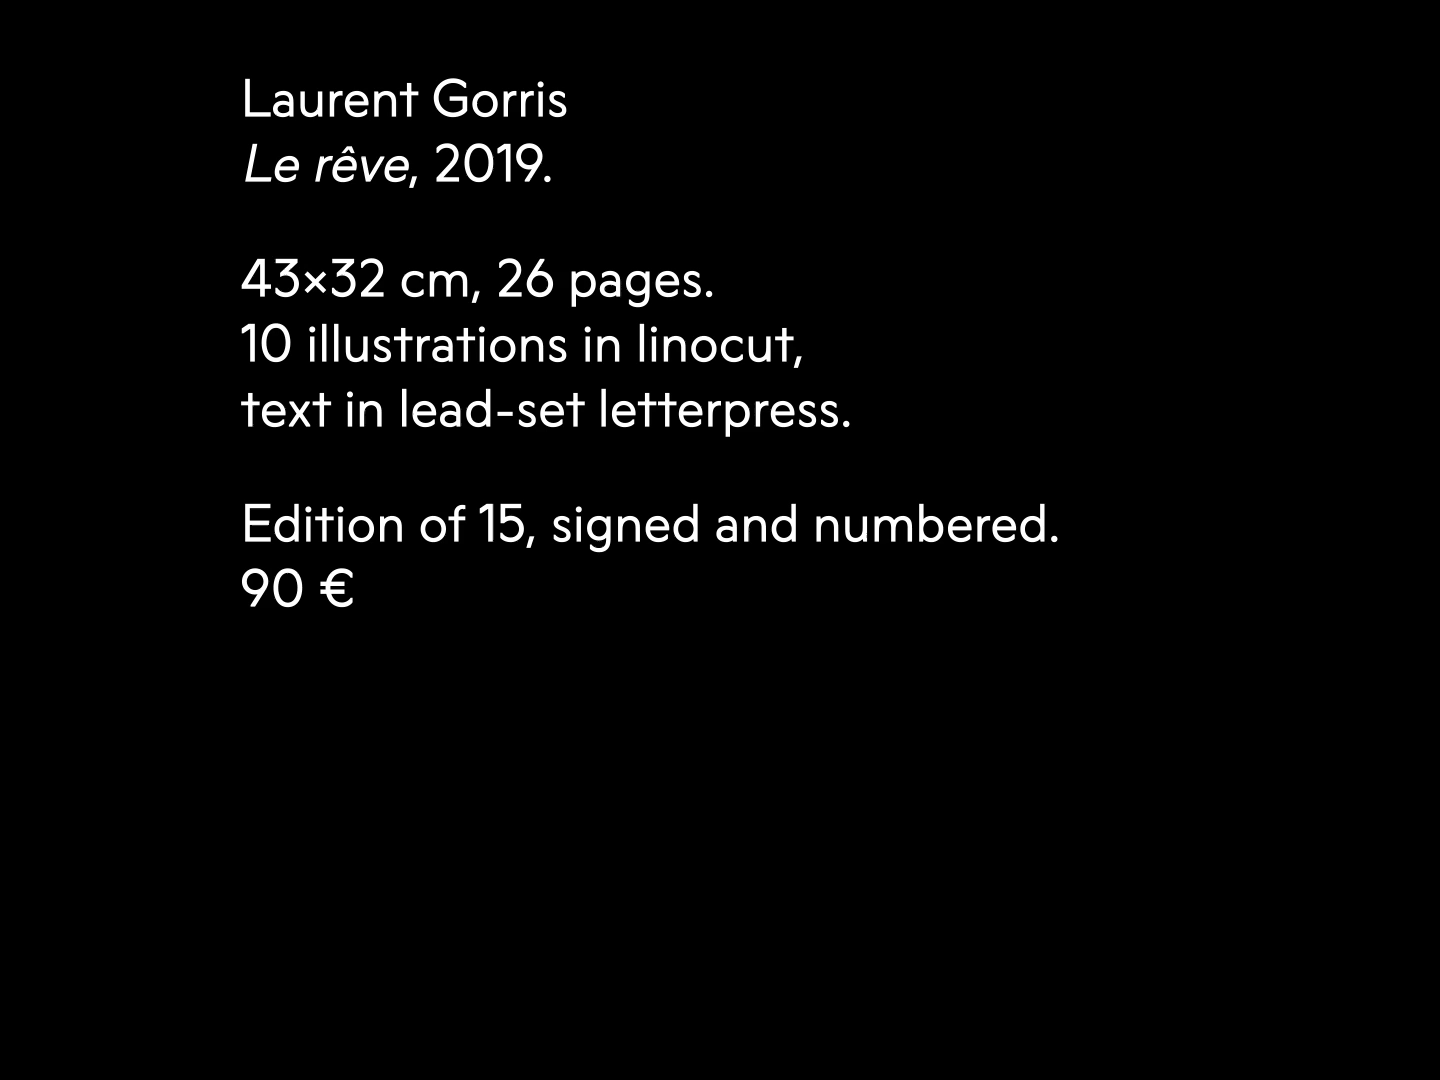 Laurent Gorris
Le rêve, 2019.
43×32 cm, 26 pages.
10 illustrations in linocut,
text in lead-set letterpress.
Edition of 15, signed and numbered.
90 €